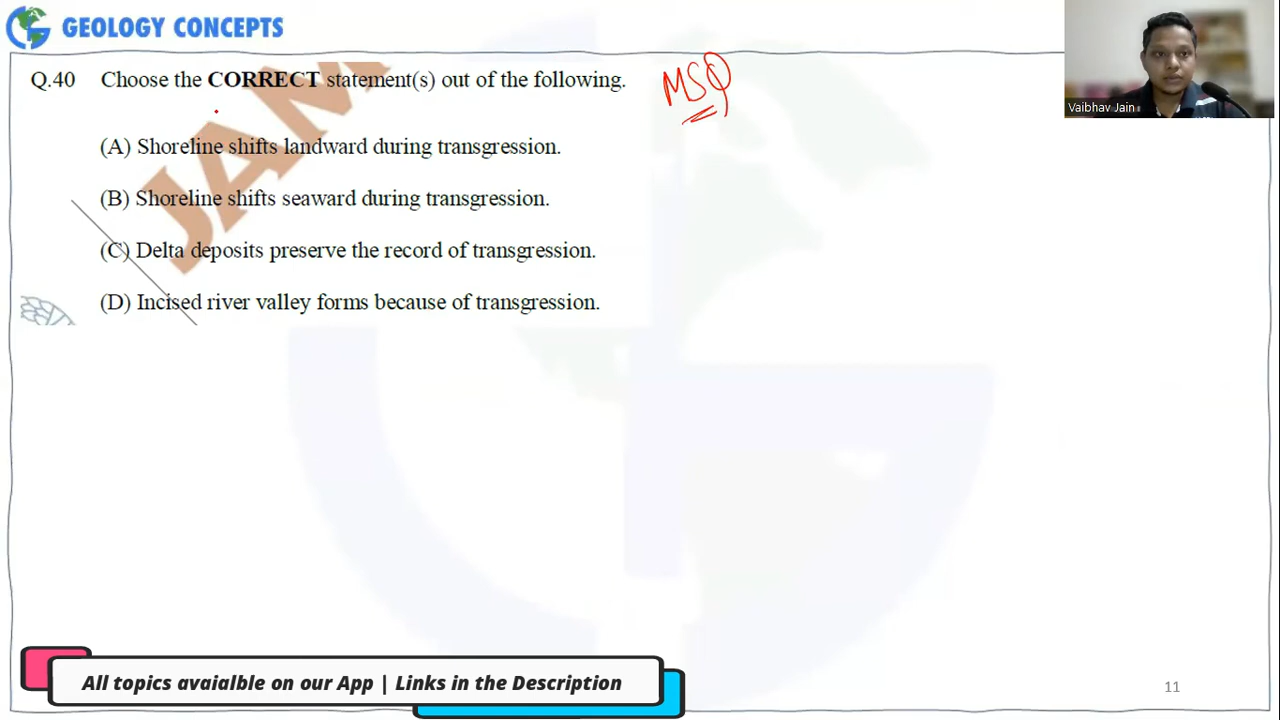 GEOLOGY CONCEPTS
Q.40 Choose the CORRECT statement(s) out of the following. MSQ
(A) Shoreline shifts landward during transgression.
(B) Shoreline shifts seaward during transgression.
(C) Delta deposits preserve the record of transgression.
(D) Incised river valley forms because of transgression.
JAM
Vaibhav Jain
All topics avaialble on our App | Links in the Description
11